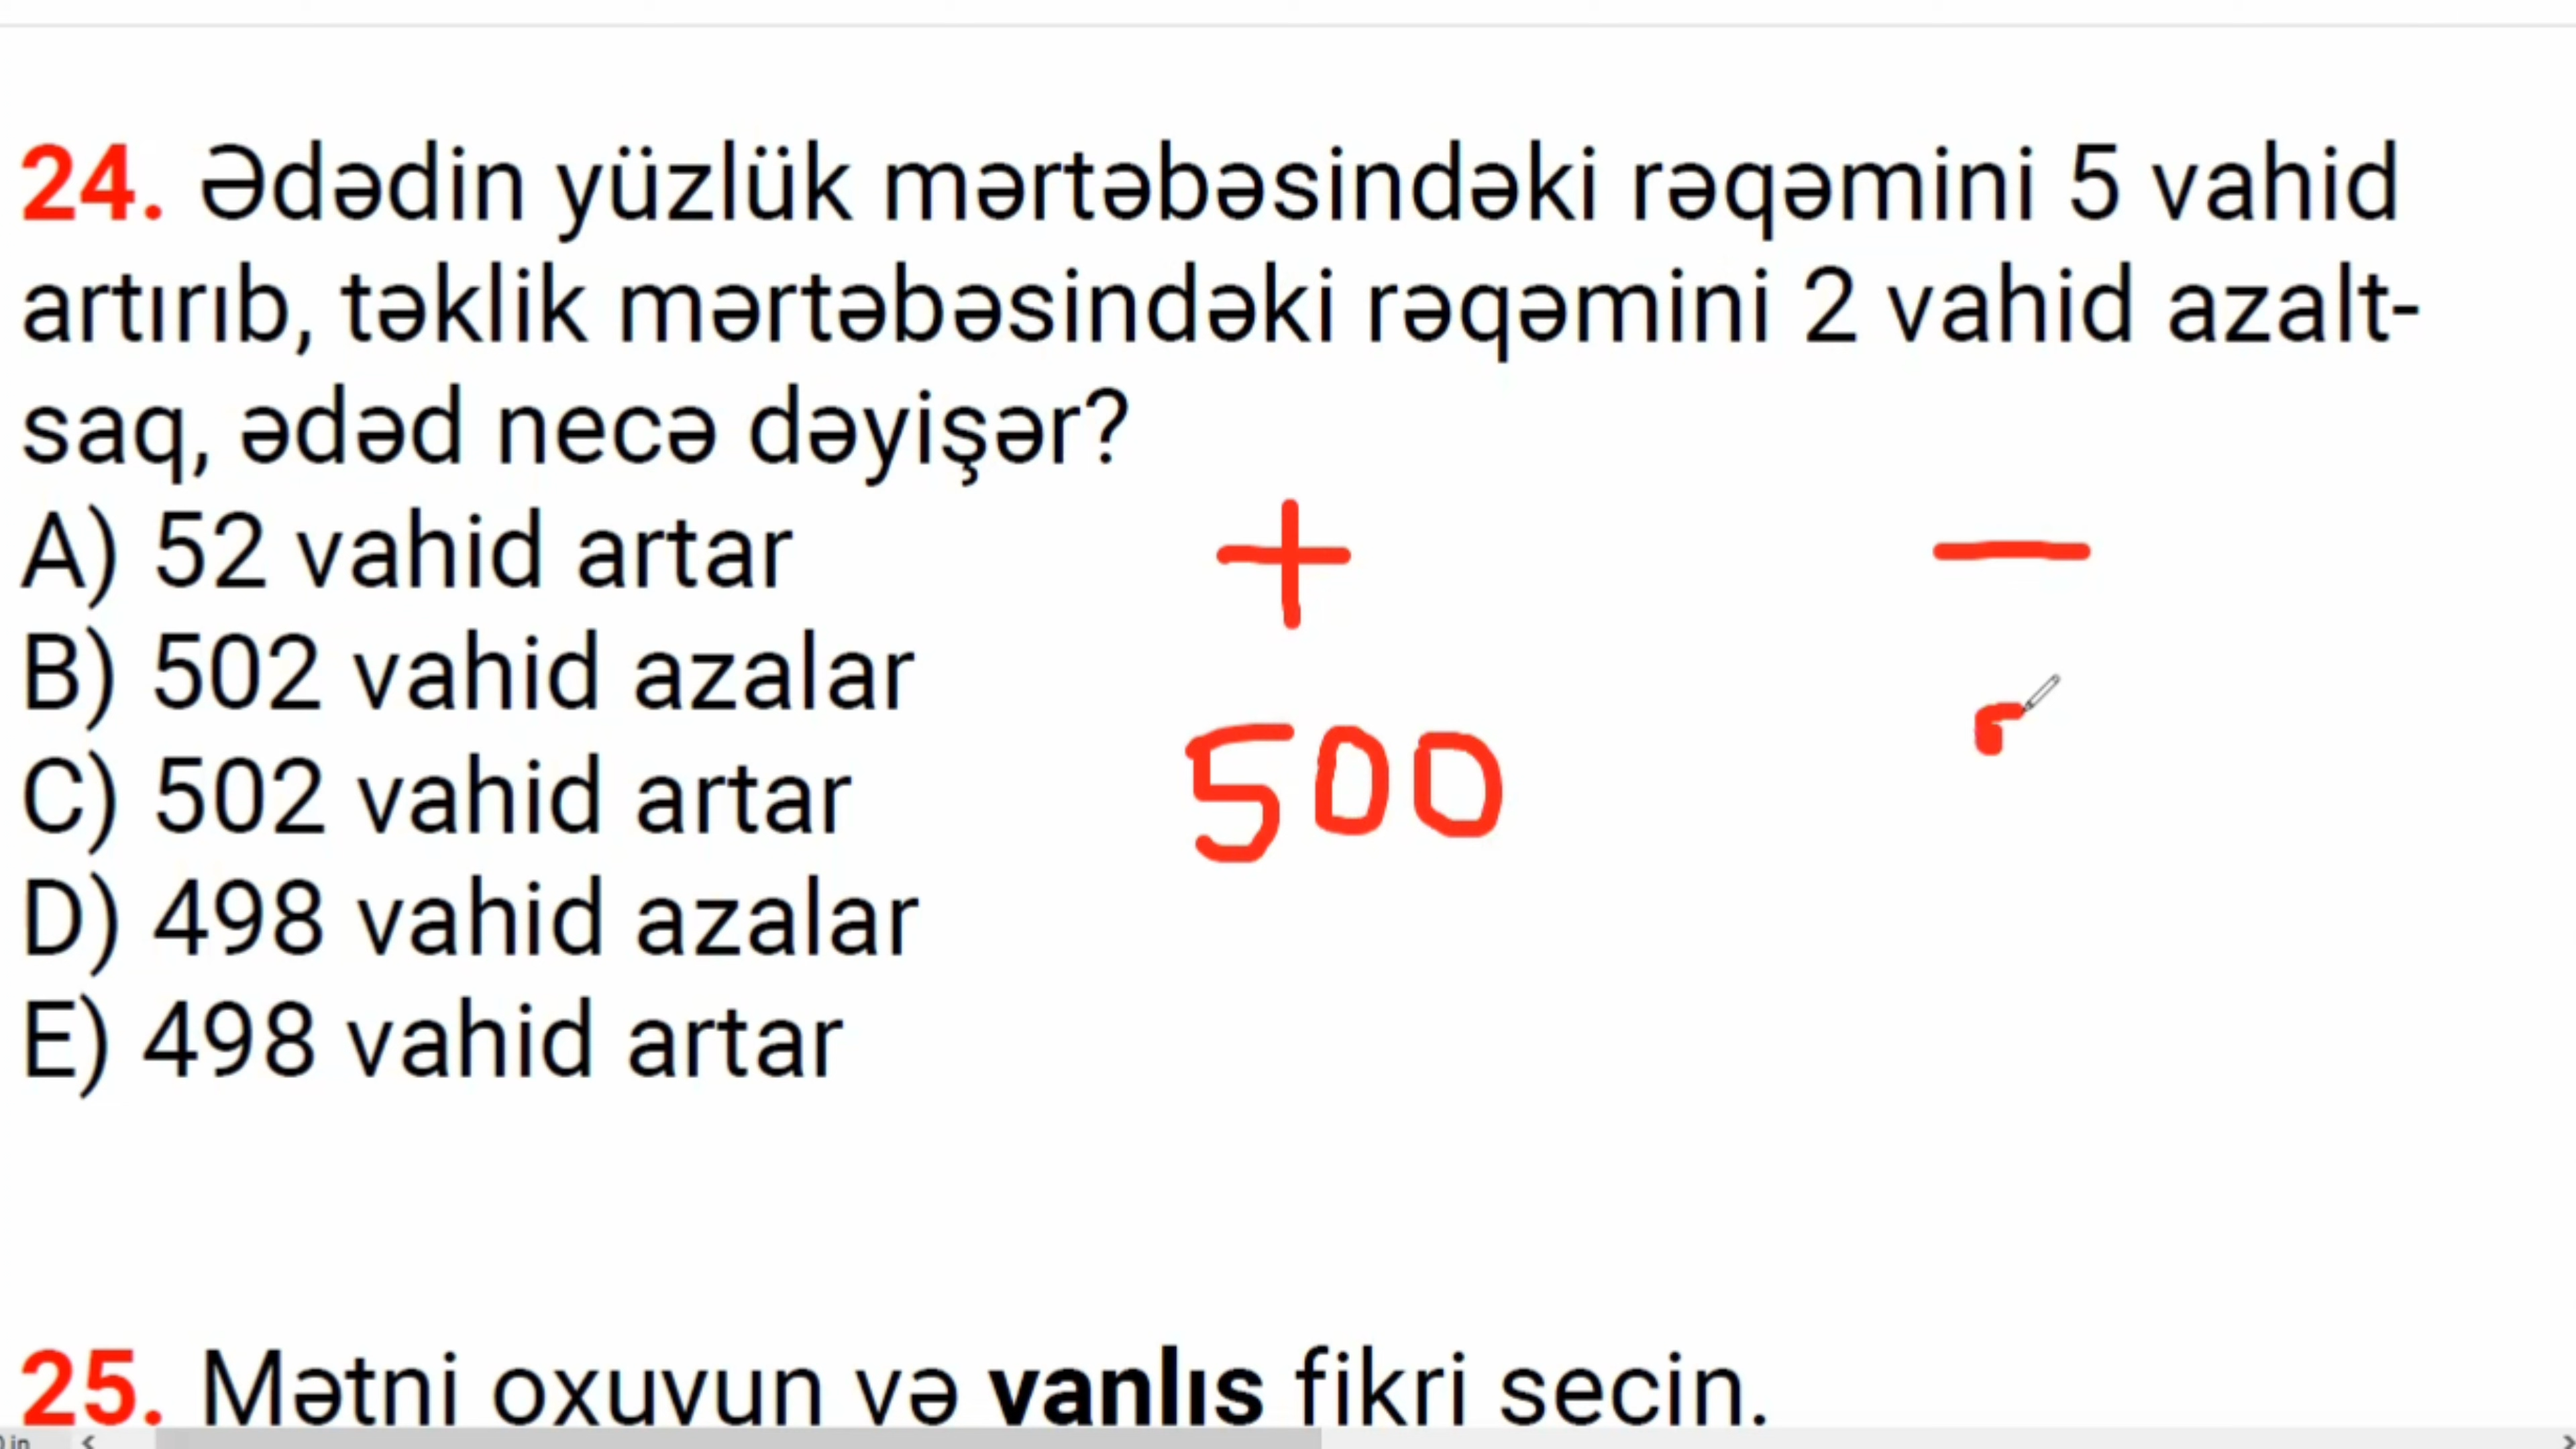 24. Ədədin yüzlük mərtəbəsindəki rəqəmini 5 vahid
artırıb, təklik mərtəbəsindəki rəqəmini 2 vahid azalt-
saq, ədəd necə dəyişər?
A) 52 vahid artar
+ −
B) 502 vahid azalar
C) 502 vahid artar
500
D) 498 vahid azalar
E) 498 vahid artar
25. Mətni oxuyun və yanlış fikri seçin.